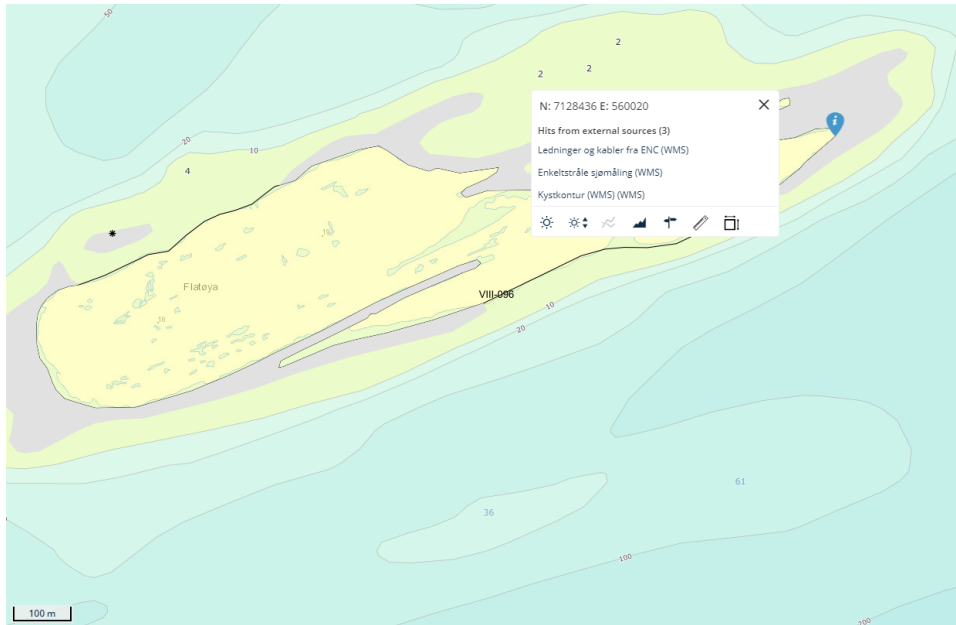 50
2
2
2
N: 7128436 E: 560020
Hits from external sources (3)
Ledninger og kabler fra ENC (WMS)
Enkeltstråle sjømåling (WMS)
Kystkontur (WMS) (WMS)
20
10
4
Flatøya
VIII-096
10
20
16
61
36
100
100 m
200